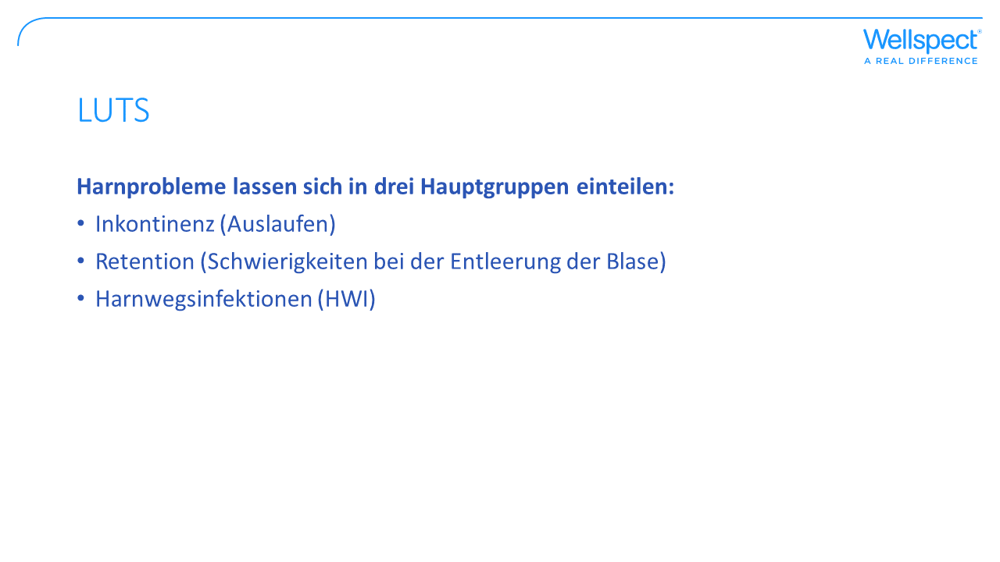 Wellspect®
A REAL DIFFERENCE
LUTS
Harnprobleme lassen sich in drei Hauptgruppen einteilen:
• Inkontinenz (Auslaufen)
• Retention (Schwierigkeiten bei der Entleerung der Blase)
• Harnwegsinfektionen (HWI)